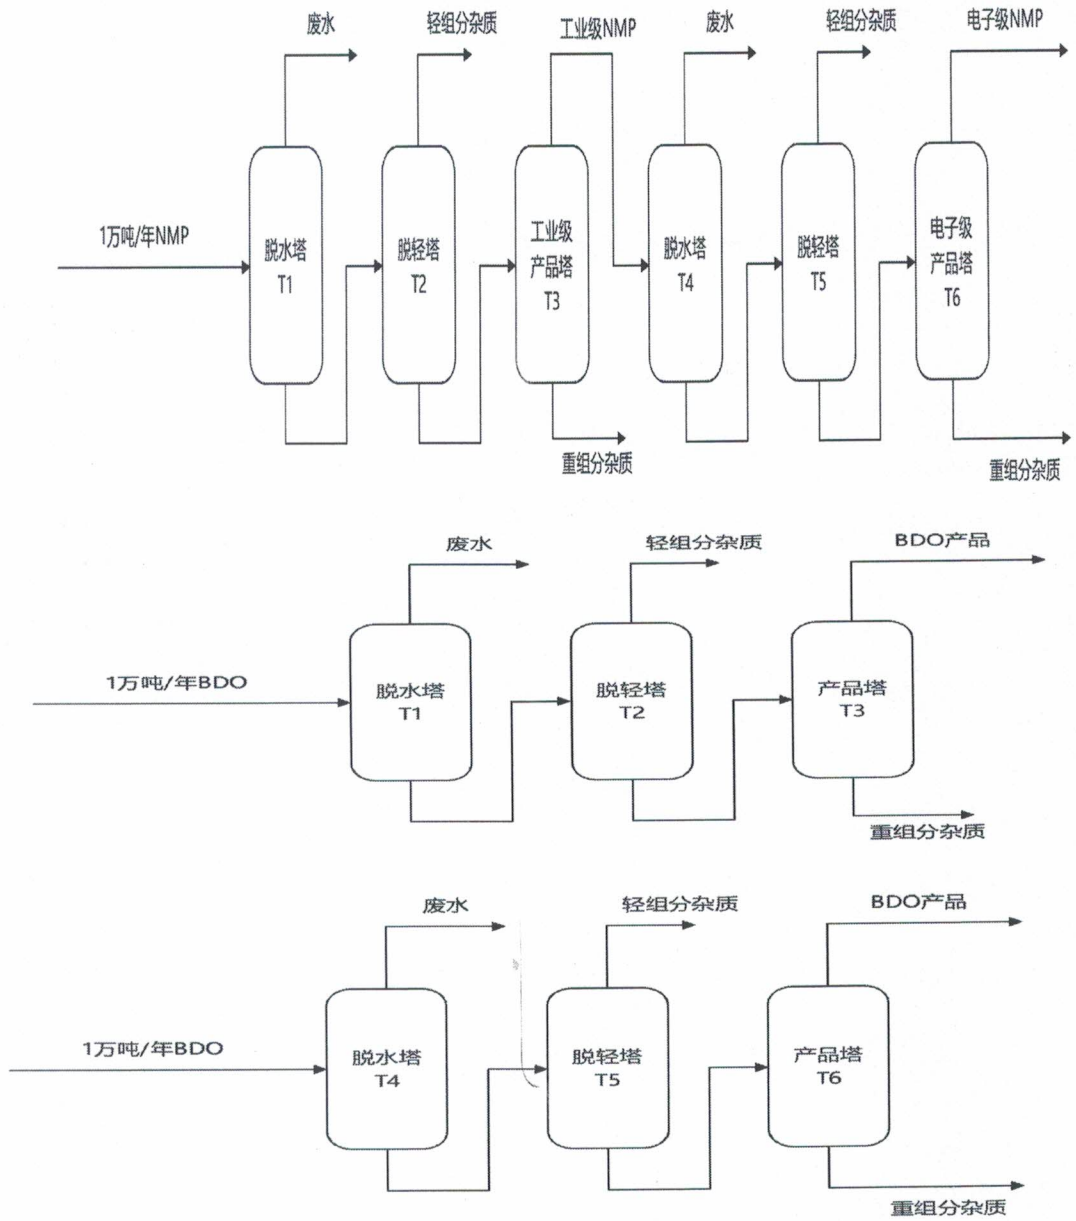 废水
轻组分杂质
工业级NMP
废水
轻组分杂质
电子级NMP
1万吨/年NMP
脱水塔
T1
脱轻塔
T2
工业级
产品塔
T3
脱水塔
T4
脱轻塔
T5
电子级
产品塔
T6
重组分杂质
重组分杂质
废水
轻组分杂质
BDO产品
1万吨/年BDO
脱水塔
T1
脱轻塔
T2
产品塔
T3
重组分杂质
废水
轻组分杂质
BDO产品
1万吨/年BDO
脱水塔
T4
脱轻塔
T5
产品塔
T6
重组分杂质